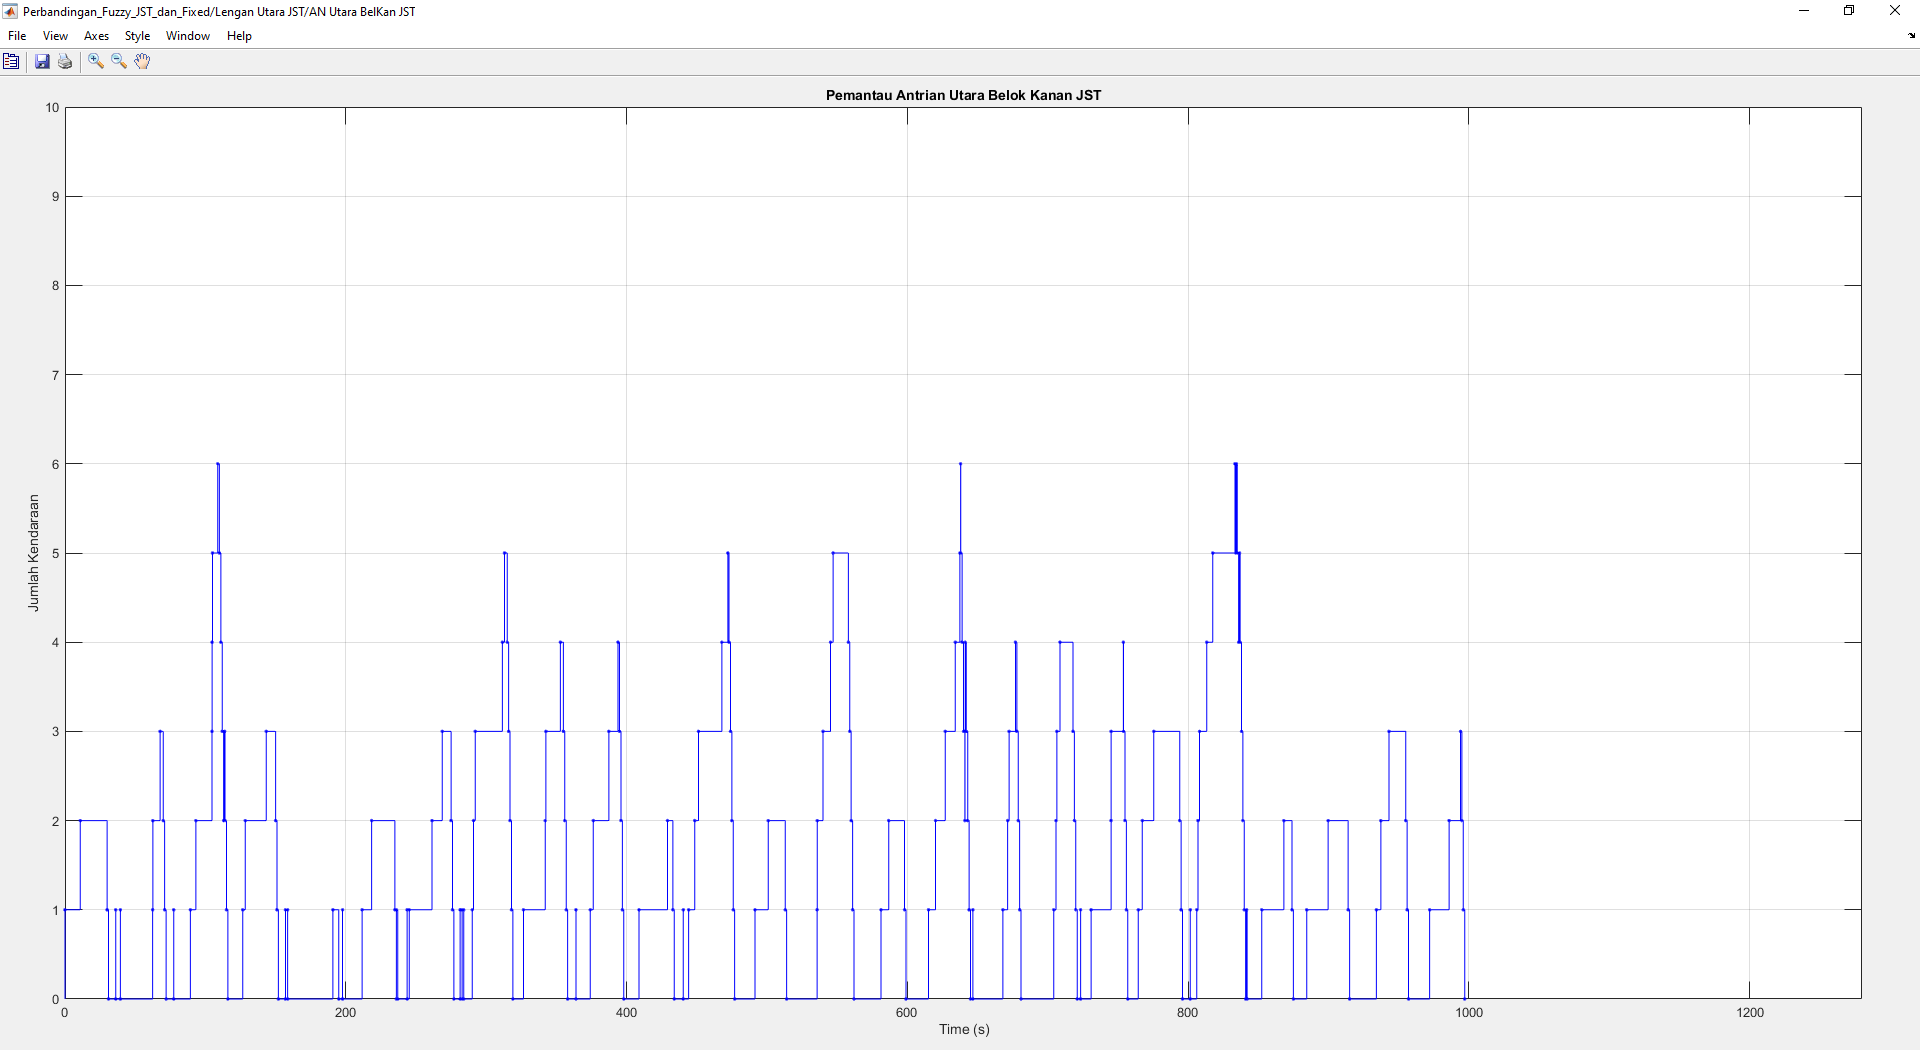 Perbandingan_Fuzzy_JST_dan_Fixed/Lengan Utara JST/AN Utara BelKan JST
File View Axes Style Window Help
Pemantau Antrian Utara Belok Kanan JST
10
9
8
7
6
5
4
3
2
1
0
Jumlah Kendaraan
0 200 400 600 800 1000 1200
Time (s)